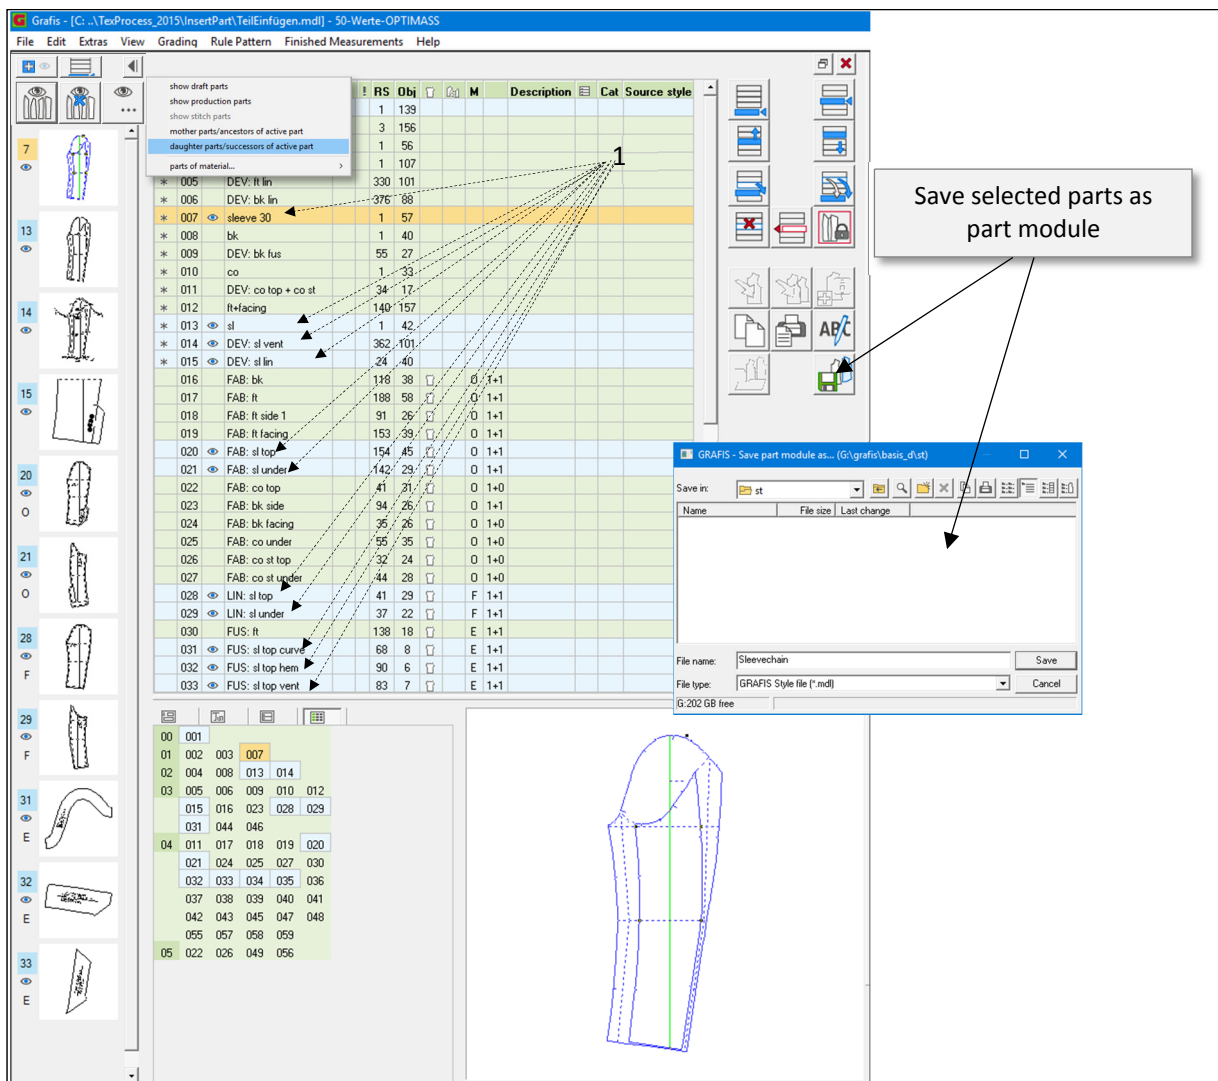 Grafis - [C: ..\TexProcess_2015\InsertPart\TeilEinfügen.mdl] - 50-Werte-OPTIMASS
File Edit Extras View Grading Rule Pattern Finished Measurements Help
show draft parts
show production parts
show stitch parts
mother parts/ancestors of active part
daughter parts/successors of active part
parts of material...
! RS Obj M Description Cat Source style
1 139
3 156
1 56
1 107
* 005 DEV: ft lin 330 101
* 006 DEV: bk lin 376 88
* 007 sleeve 30 1 57
* 008 bk 1 40
* 009 DEV: bk fus 55 27
* 010 co 1 33
* 011 DEV: co top + co st 34 17
* 012 ft+facing 140 157
* 013 sl 1 42
* 014 DEV: sl vent 362 101
* 015 DEV: sl lin 24 40
016 FAB: bk 118 38 O 1+1
017 FAB: ft 188 58 O 1+1
018 FAB: ft side 1 91 26 O 1+1
019 FAB: ft facing 153 39 O 1+1
020 FAB: sl top 154 45 O 1+1
021 FAB: sl under 142 29 O 1+1
022 FAB: co top 41 31 O 1+0
023 FAB: bk side 94 26 O 1+1
024 FAB: bk facing 35 26 O 1+0
025 FAB: co under 55 35 O 1+0
026 FAB: co st top 32 24 O 1+0
027 FAB: co st under 44 28 O 1+0
028 LIN: sl top 41 29 F 1+1
029 LIN: sl under 37 22 F 1+1
030 FUS: ft 138 18 E 1+1
031 FUS: sl top curve 68 8 E 1+1
032 FUS: sl top hem 90 6 E 1+1
033 FUS: sl top vent 83 7 E 1+1
1
7
13
14
15
20
O
21
O
28
F
29
F
31
E
32
E
33
E
00 001
01 002 003 007
02 004 008 013 014
03 005 006 009 010 012
015 016 023 028 029
031 044 046
04 011 017 018 019 020
021 024 025 027 030
032 033 034 035 036
037 038 039 040 041
042 043 045 047 048
055 057 058 059
05 022 026 049 056
ABC
Save selected parts as
part module
GRAFIS - Save part module as... (G:\grafis\basis_d\st)
Save in: st
Name File size Last change
File name: Sleevechain Save
File type: GRAFIS Style file (*.mdl) Cancel
G:202 GB free